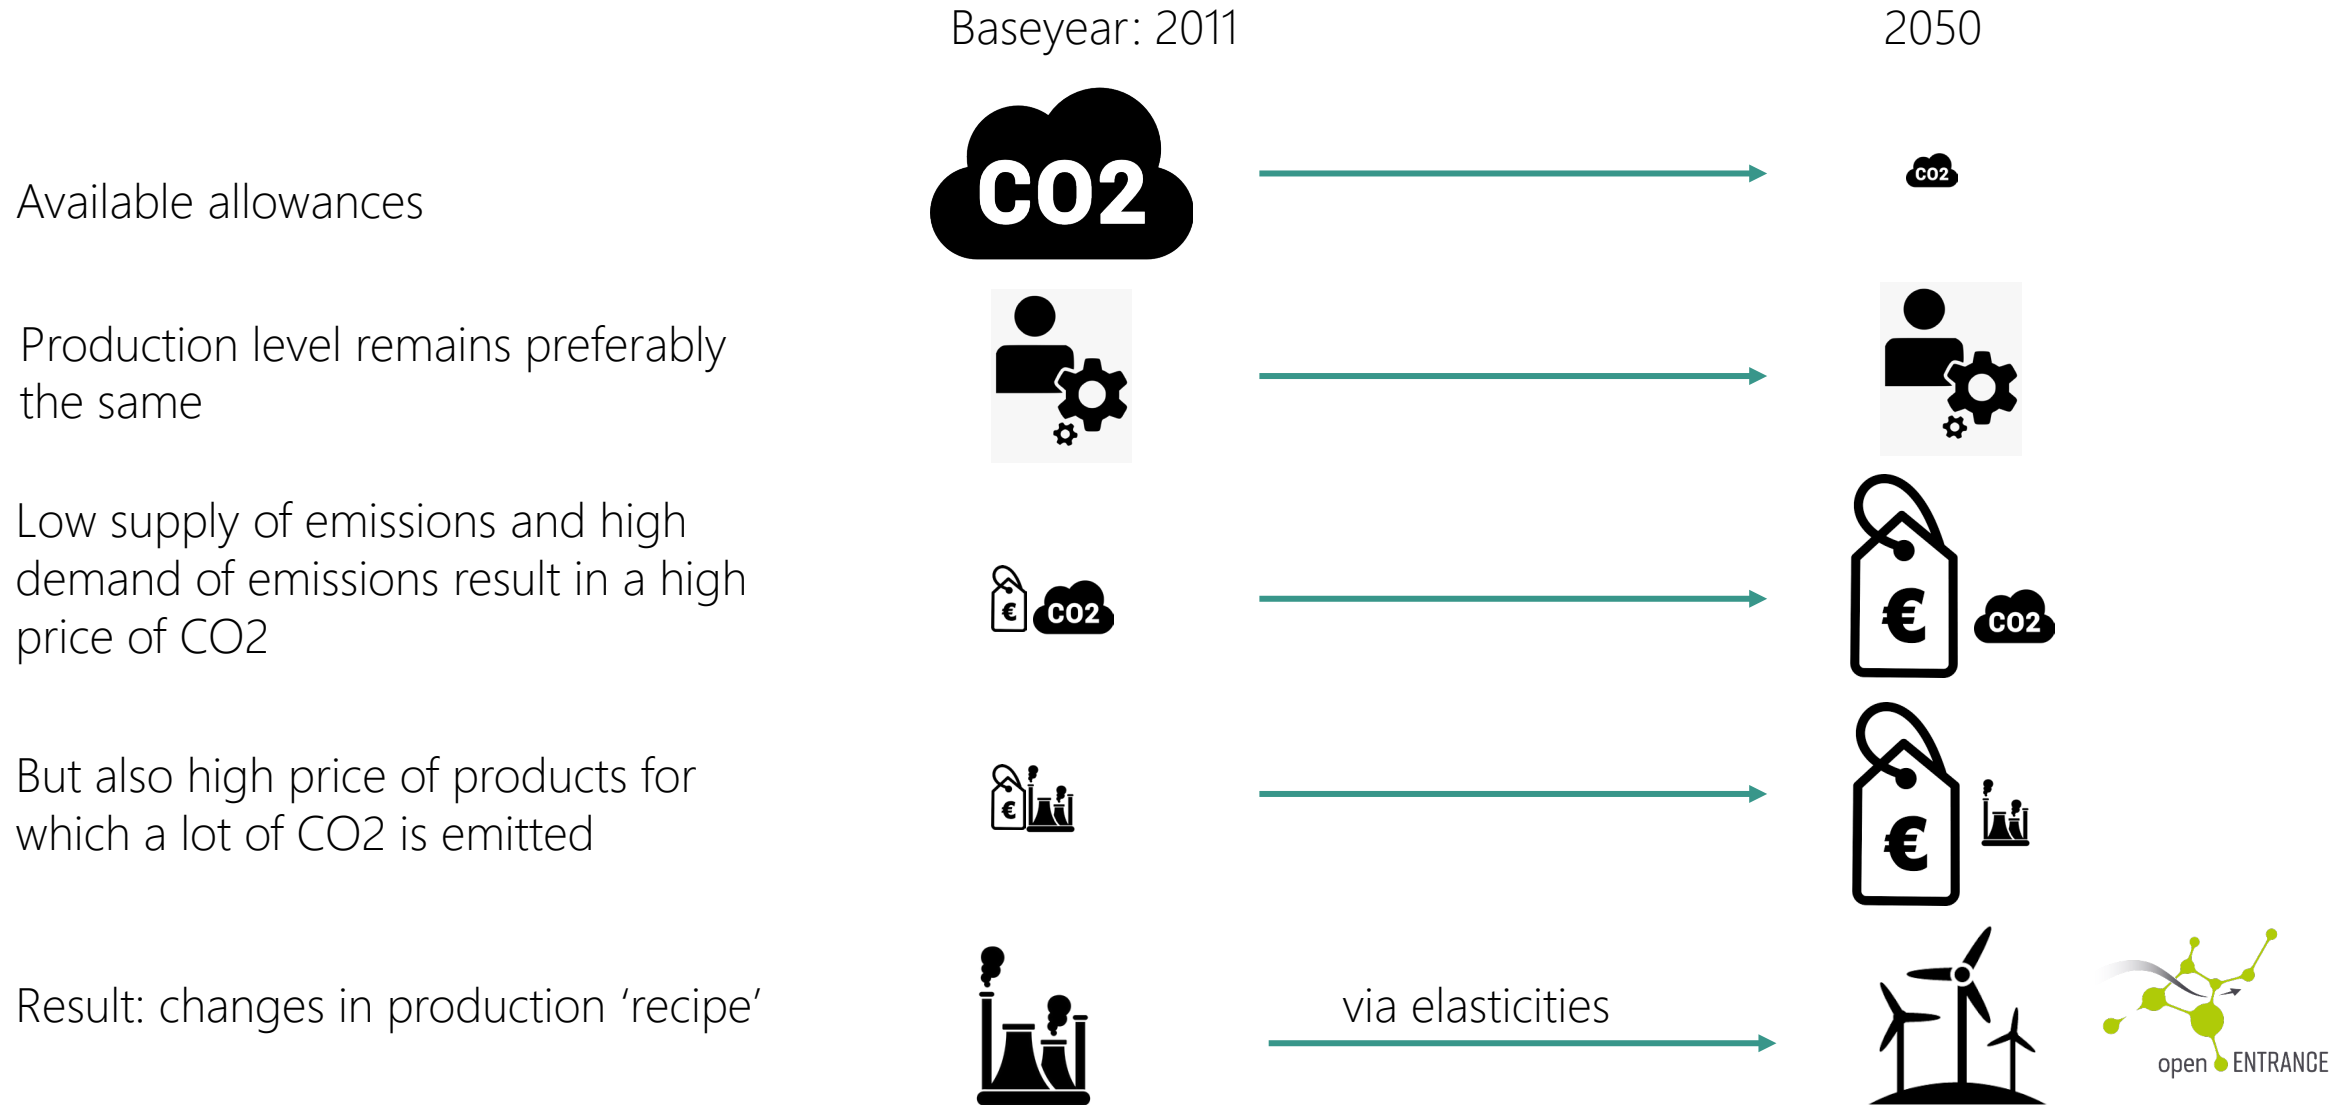 Baseyear: 2011
2050
Available allowances
CO2
CO2
Production level remains preferably
the same
Low supply of emissions and high
demand of emissions result in a high
price of CO2
€
CO2
€
CO2
But also high price of products for
which a lot of CO2 is emitted
€
€
Result: changes in production ‘recipe’
via elasticities
open ENTRANCE